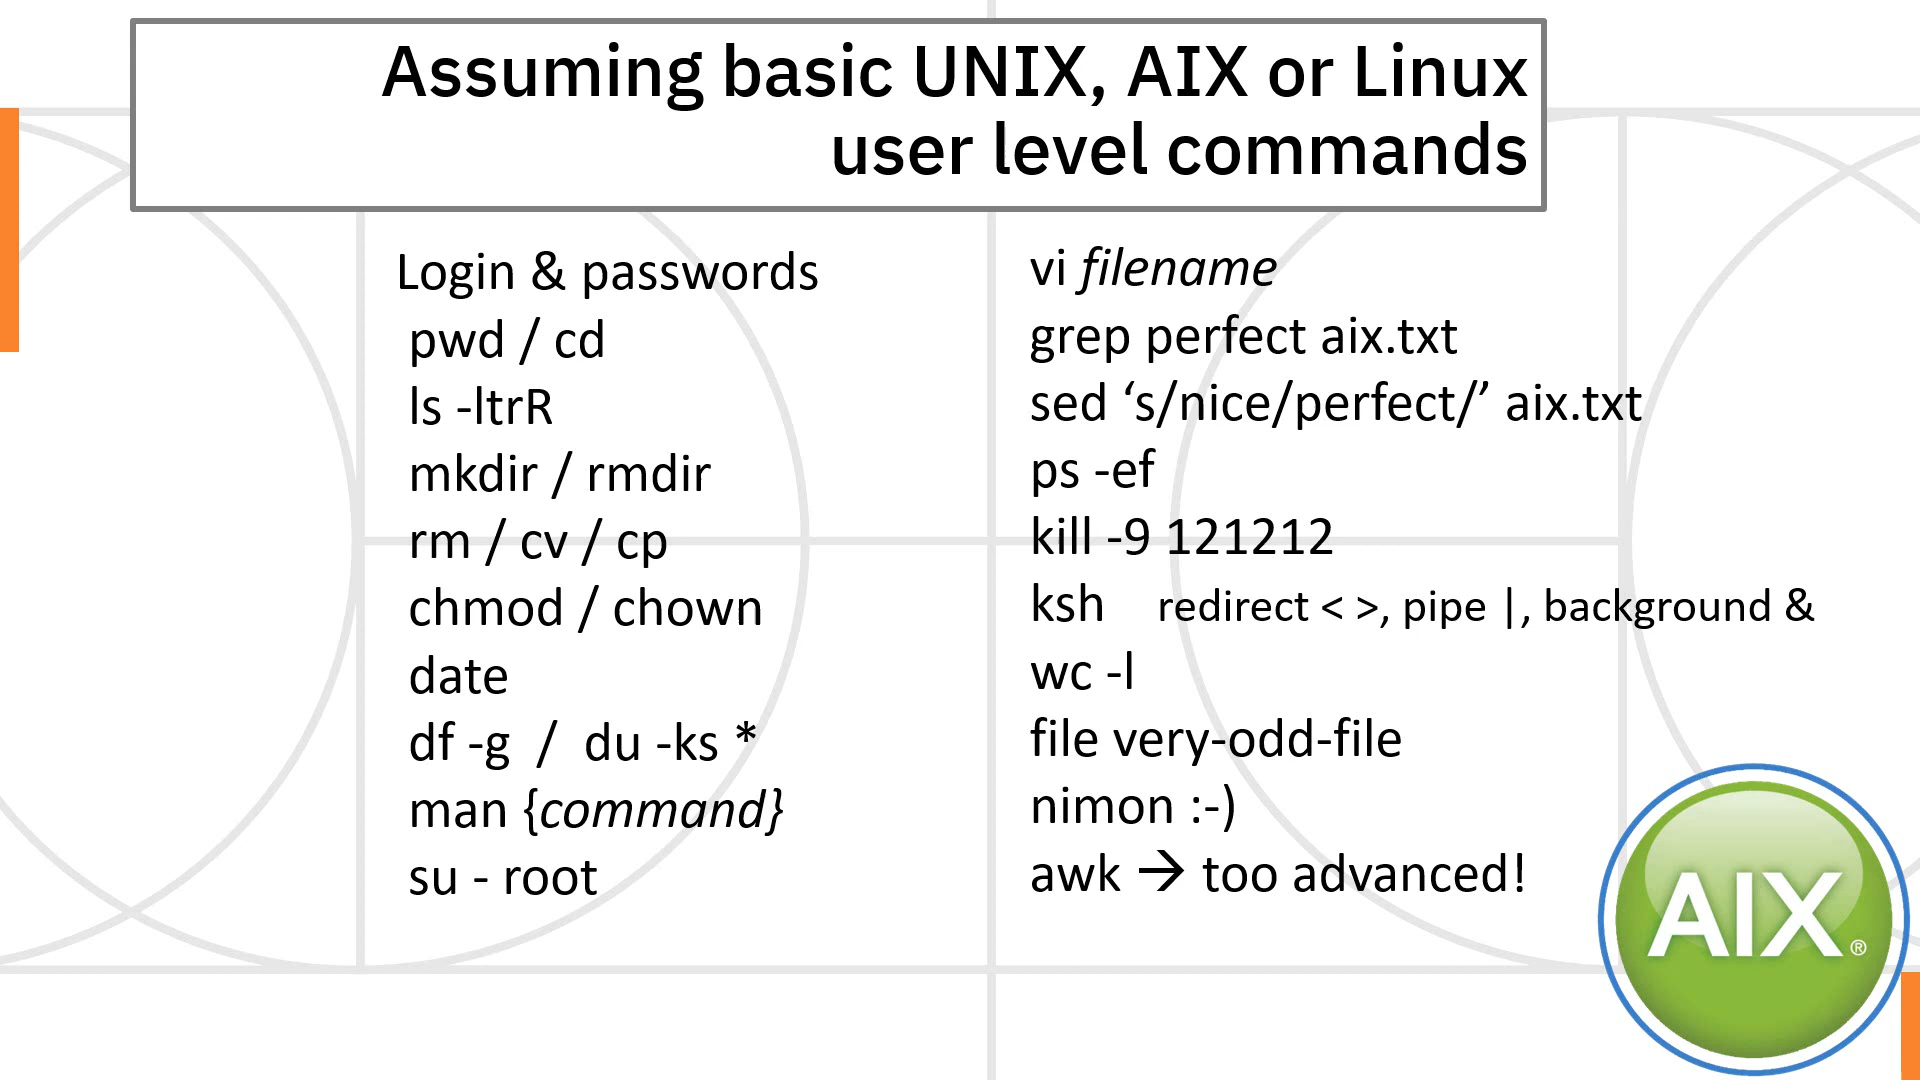 Assuming basic UNIX, AIX or Linux
user level commands
Login & passwords
pwd / cd
ls -ltrR
mkdir / rmdir
rm / cv / cp
chmod / chown
date
df -g / du -ks *
man {command}
su - root
vi filename
grep perfect aix.txt
sed ‘s/nice/perfect/’ aix.txt
ps -ef
kill -9 121212
ksh redirect < >, pipe |, background &
wc -l
file very-odd-file
nimon :-)
awk → too advanced!
AIX®